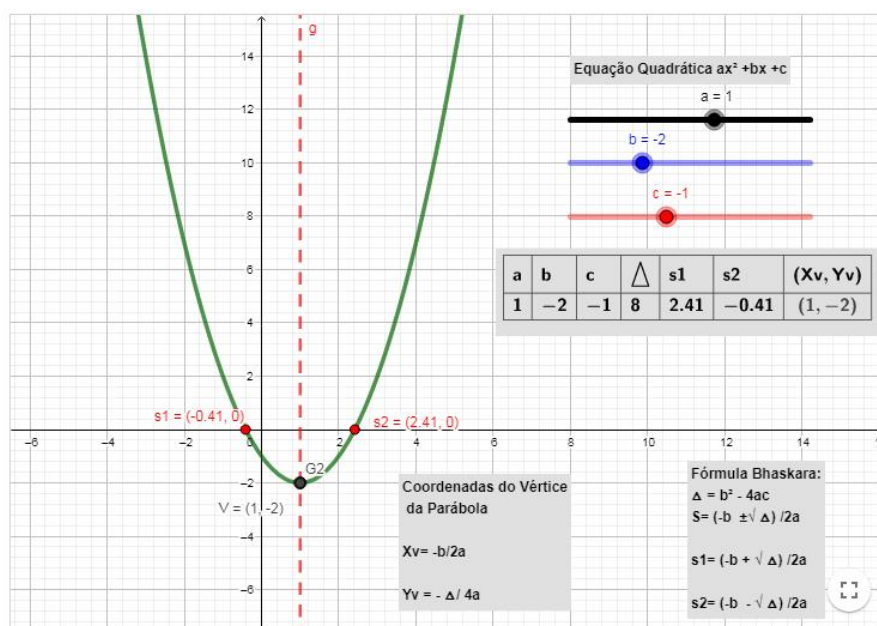 g
14
12
10
8
6
4
2
0
−2
−4
−6
−6
−4
−2
2
4
6
8
10
12
14
s1 = (-0.41, 0)
s2 = (2.41, 0)
G2
V = (1, -2)
Equação Quadrática ax² +bx +c
a = 1
b = -2
c = -1
a b c △ s1 s2 (Xv, Yv)
1 −2 −1 8 2.41 −0.41 (1, −2)
Coordenadas do Vértice
da Parábola
Xv= -b/2a
Yv = - Δ/ 4a
Fórmula Bhaskara:
Δ = b² - 4ac
S= (-b ±√ Δ) /2a
s1= (-b + √ Δ) /2a
s2= (-b - √ Δ) /2a